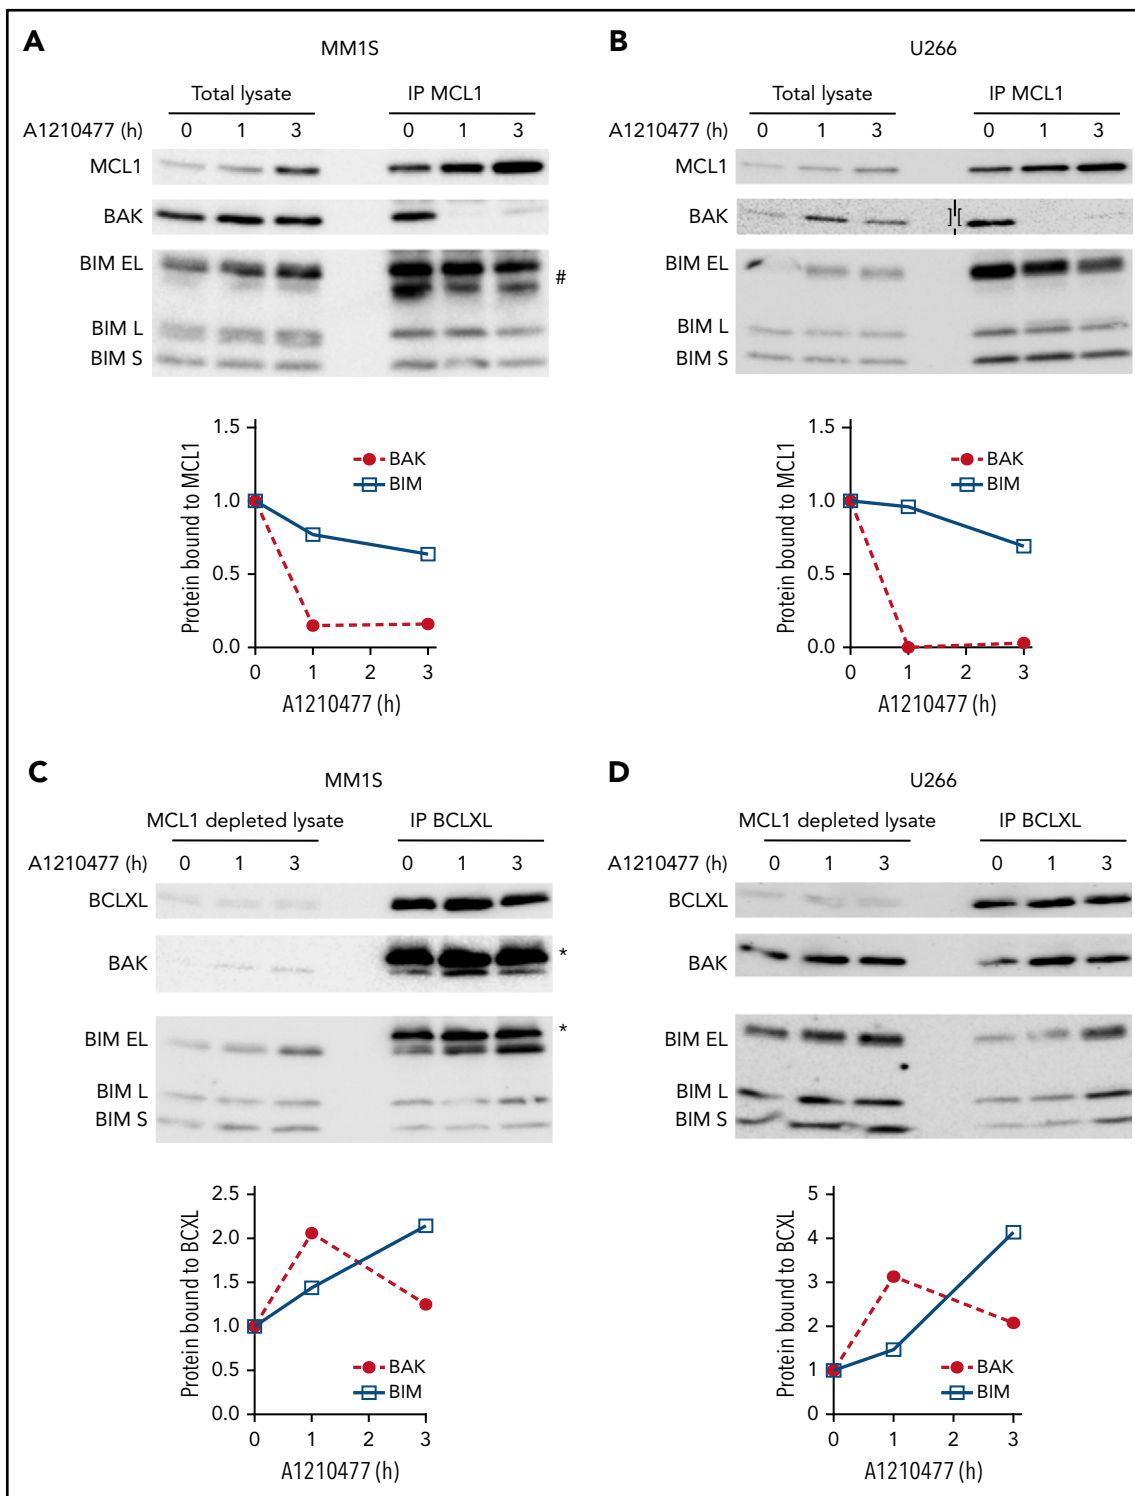 A
MM1S
Total lysate IP MCL1
A1210477 (h) 0 1 3 0 1 3
MCL1
BAK
BIM EL
#
BIM L
BIM S
1.5
1.0
0.5
0.0
Protein bound to MCL1
BAK
BIM
0 1 2 3
A1210477 (h)
B
U266
Total lysate IP MCL1
A1210477 (h) 0 1 3 0 1 3
MCL1
BAK ] [
BIM EL
BIM L
BIM S
1.5
1.0
0.5
0.0
Protein bound to MCL1
BAK
BIM
0 1 2 3
A1210477 (h)
C
MM1S
MCL1 depleted lysate IP BCLXL
A1210477 (h) 0 1 3 0 1 3
BCLXL
BAK *
BIM EL *
BIM L
BIM S
2.5
2.0
1.5
1.0
0.5
0.0
Protein bound to BCXL
BAK
BIM
0 1 2 3
A1210477 (h)
D
U266
MCL1 depleted lysate IP BCLXL
A1210477 (h) 0 1 3 0 1 3
BCLXL
BAK
BIM EL
BIM L
BIM S
5
4
3
2
1
0
Protein bound to BCXL
BAK
BIM
0 1 2 3
A1210477 (h)